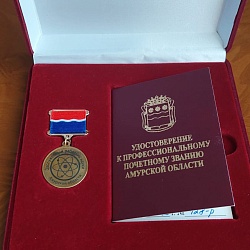 УДОСТОВЕРЕНИЕ
К ПРОФЕССИОНАЛЬНОМУ
ПОЧЕТНОМУ ЗВАНИЮ
АМУРСКОЙ ОБЛАСТИ